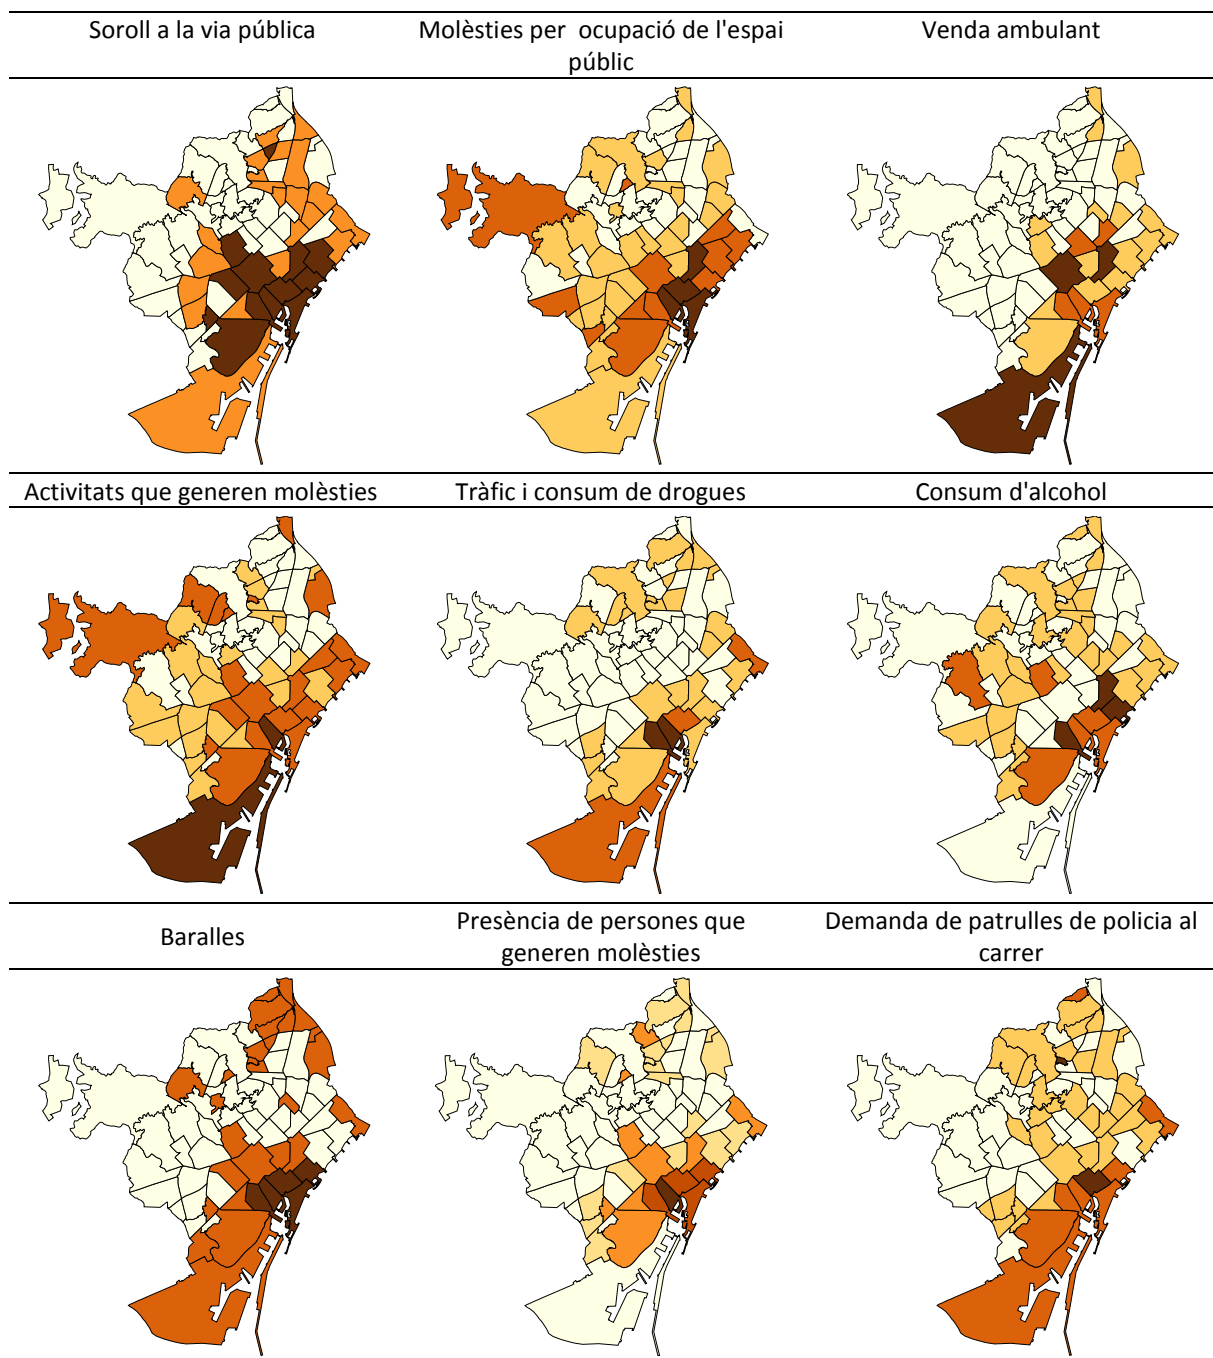 Soroll a la via pública
Molèsties per ocupació de l'espai
públic
Venda ambulant
Activitats que generen molèsties
Tràfic i consum de drogues
Consum d'alcohol
Baralles
Presència de persones que
generen molèsties
Demanda de patrulles de policia al
carrer